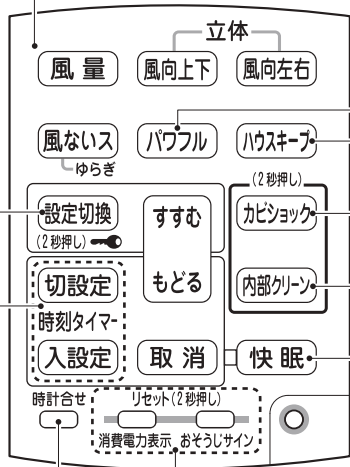 立体
風量 風向上下 風向左右
風ないス パワフル ハウスキープ
ゆらぎ
(2秒押し)
設定切換 すすむ カビショック
(2秒押し)
切設定 もどる 内部クリーン
時刻タイマー
入設定 取消 快眠
時計合せ リセット(2秒押し)
消費電力表示 おそうじサイン